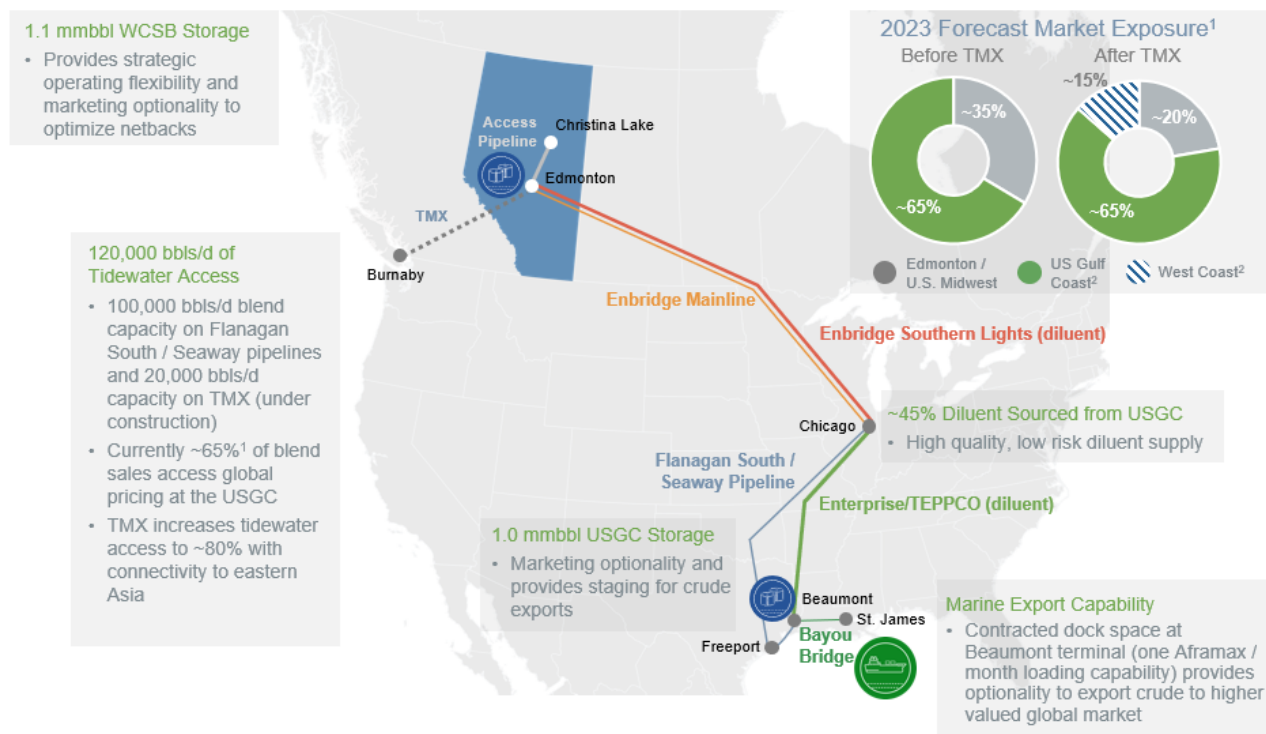 1.1 mmbbl WCSB Storage
• Provides strategic
operating flexibility and
marketing optionality to
optimize netbacks
120,000 bbls/d of
Tidewater Access
• 100,000 bbls/d blend
capacity on Flanagan
South / Seaway pipelines
and 20,000 bbls/d
capacity on TMX (under
construction)
• Currently ~65%¹ of blend
sales access global
pricing at the USGC
• TMX increases tidewater
access to ~80% with
connectivity to eastern
Asia
Access
Pipeline
Christina Lake
Edmonton
TMX
Burnaby
Enbridge Mainline
Enbridge Southern Lights (diluent)
Chicago
Flanagan South /
Seaway Pipeline
Enterprise/TEPPCO (diluent)
1.0 mmbbl USGC Storage
• Marketing optionality and
provides staging for crude
exports
Beaumont
St. James
Freeport
Bayou
Bridge
2023 Forecast Market Exposure¹
Before TMX
~35%
~65%
After TMX
~15%
~20%
~65%
Edmonton /
U.S. Midwest
US Gulf
Coast²
West Coast²
~45% Diluent Sourced from USGC
• High quality, low risk diluent supply
Marine Export Capability
• Contracted dock space at
Beaumont terminal (one Aframax /
month loading capability) provides
optionality to export crude to higher
valued global market